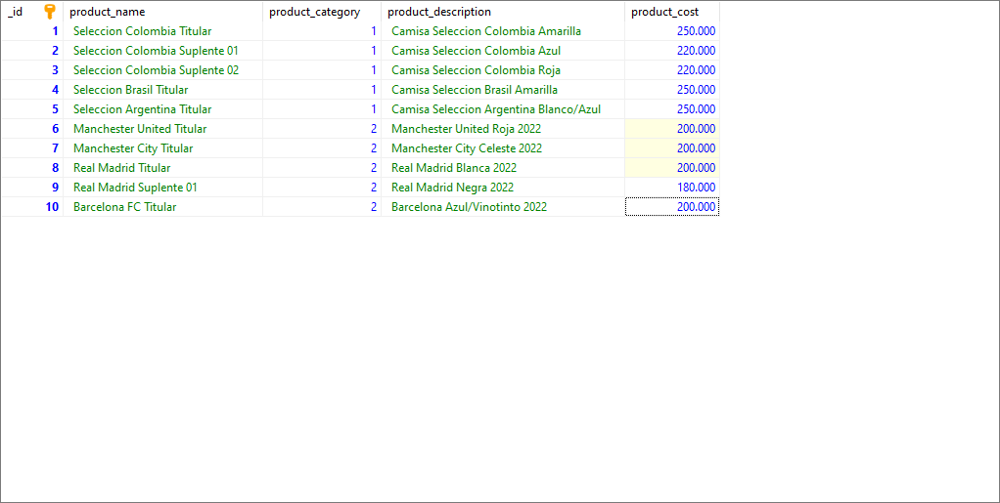 _id product_name product_category product_description product_cost
1 Seleccion Colombia Titular 1 Camisa Seleccion Colombia Amarilla 250.000
2 Seleccion Colombia Suplente 01 1 Camisa Seleccion Colombia Azul 220.000
3 Seleccion Colombia Suplente 02 1 Camisa Seleccion Colombia Roja 220.000
4 Seleccion Brasil Titular 1 Camisa Seleccion Brasil Amarilla 250.000
5 Seleccion Argentina Titular 1 Camisa Seleccion Argentina Blanco/Azul 250.000
6 Manchester United Titular 2 Manchester United Roja 2022 200.000
7 Manchester City Titular 2 Manchester City Celeste 2022 200.000
8 Real Madrid Titular 2 Real Madrid Blanca 2022 200.000
9 Real Madrid Suplente 01 2 Real Madrid Negra 2022 180.000
10 Barcelona FC Titular 2 Barcelona Azul/Vinotinto 2022 200.000